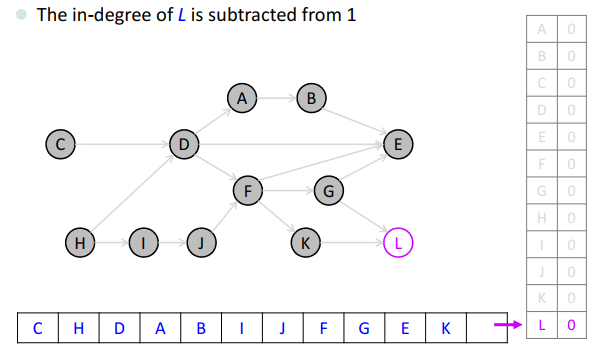 The in-degree of L is subtracted from 1
A 0
B 0
C 0
D 0
E 0
F 0
G 0
H 0
I 0
J 0
K 0
L 0
A B
C D E
F G
H I J K L
C H D A B I J F G E K